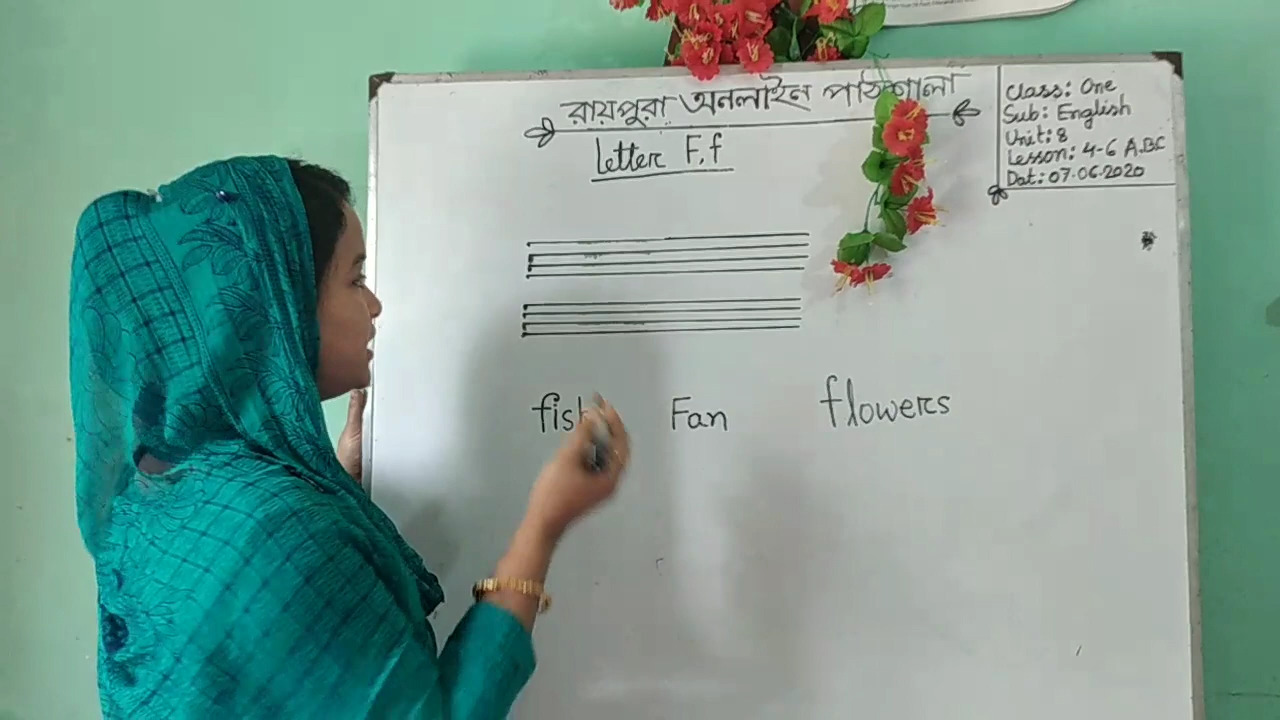 রায়পুরা অনলাইন পাঠশালা
Letter F,f
Class: One
Sub: English
Unit: 8
Lesson: 4-6 A.BC
Dat: 07.06.2020
fish Fan flowers